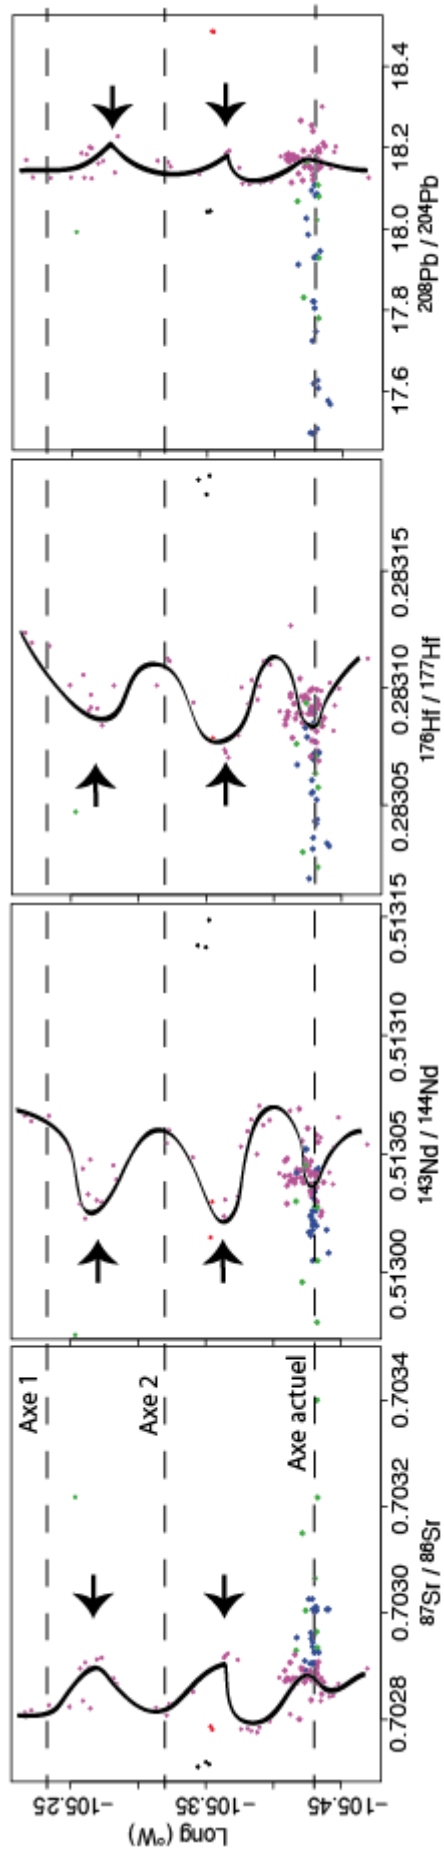 18.4
18.2
18.0
17.8
17.6
208Pb / 204Pb
0.28315
0.28310
0.28305
176Hf / 177Hf
0.51315
0.51310
0.51305
0.51300
143Nd / 144Nd
Axe 1
Axe 2
Axe actuel
0.7034
0.7032
0.7030
0.7028
87Sr / 86Sr
−105.25
−105.35
−105.45
Long (°W)